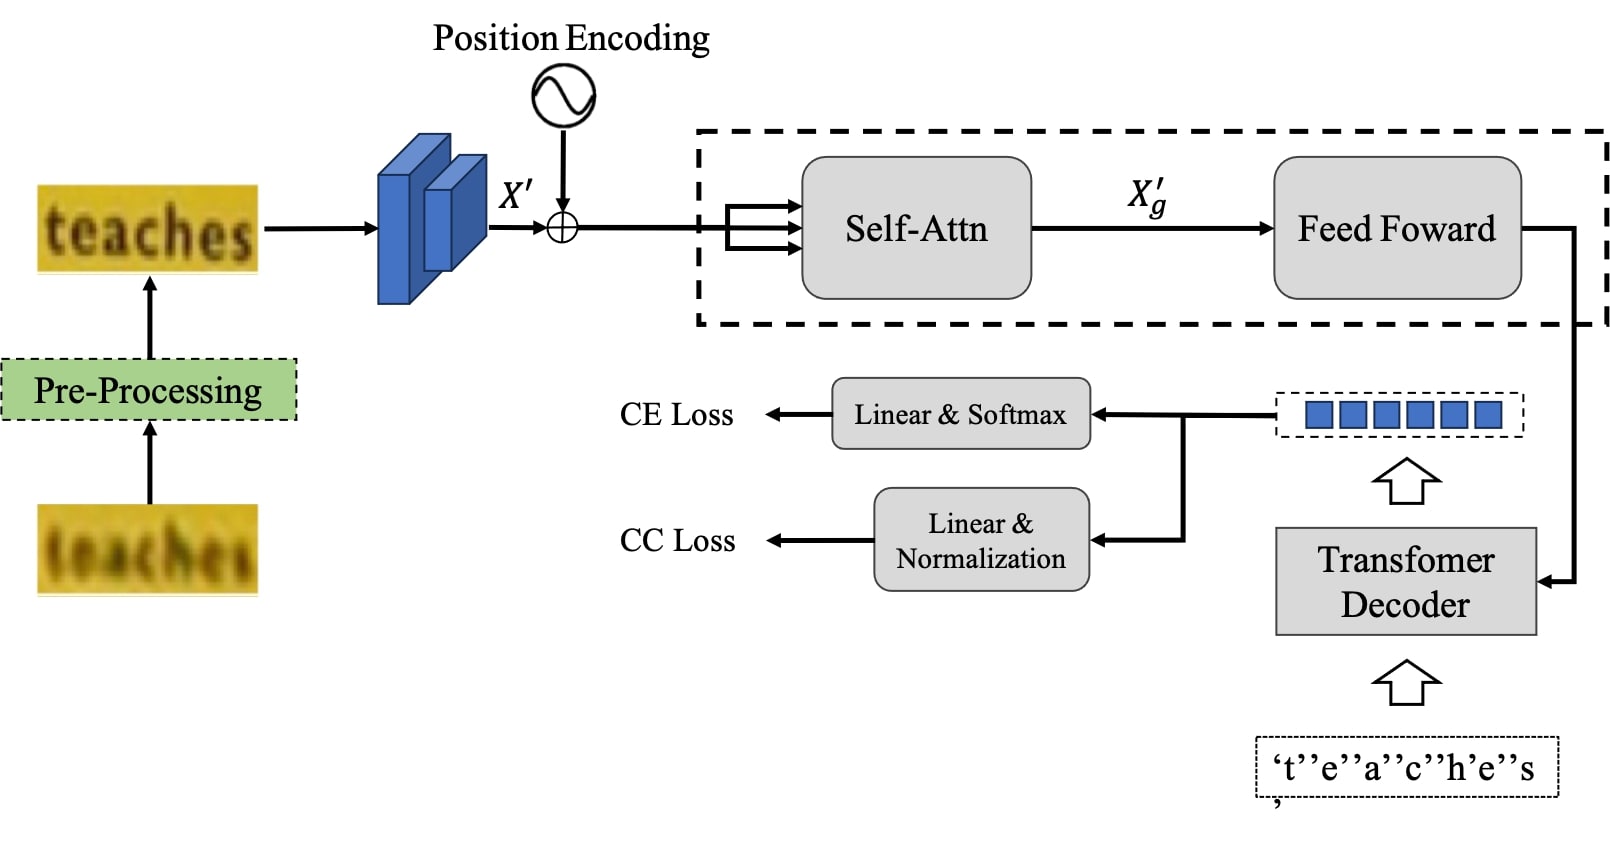 Position Encoding
teaches
X′
Self-Attn
X′g
Feed Foward
Pre-Processing
CE Loss
Linear & Softmax
teaches
CC Loss
Linear &
Normalization
Transfomer
Decoder
‘t’’e’’a’’c’’h’e’’s
’